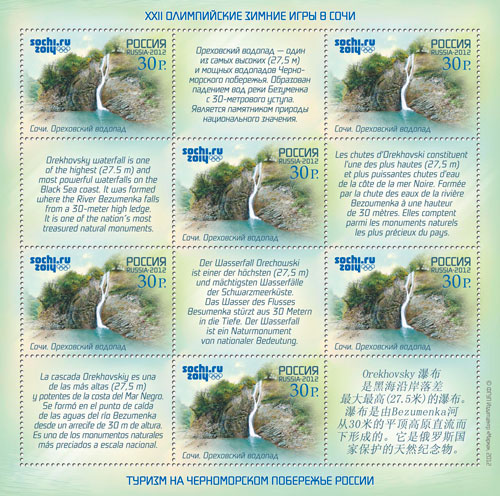 XXII ОЛИМПИЙСКИЕ ЗИМНИЕ ИГРЫ В СОЧИ
sochi.ru
2014
РОССИЯ
RUSSIA•2012
30 Р.
Сочи. Ореховский водопад
Ореховский водопад – один
из самых высоких (27,5 м)
и мощных водопадов Черно-
морского побережья. Образован
падением вод реки Безуменка
с 30-метрового уступа.
Является памятником природы
национального значения.
sochi.ru
2014
РОССИЯ
RUSSIA•2012
30 Р.
Сочи. Ореховский водопад
Orekhovsky waterfall is one
of the highest (27.5 m) and
most powerful waterfalls on the
Black Sea coast. It was formed
where the River Bezumenka falls
from a 30-meter high ledge.
It is one of the nation's most
treasured natural monuments.
sochi.ru
2014
РОССИЯ
RUSSIA•2012
30 Р.
Сочи. Ореховский водопад
Les chutes d'Orekhovski constituent
l'une des plus hautes (27,5 m)
et plus puissantes chutes d'eau
de la côte de la mer Noire. Formée
par la chute des eaux de la rivière
Bezoumenka à une hauteur
de 30 mètres. Elles comptent
parmi les monuments naturels
les plus précieux du pays.
sochi.ru
2014
РОССИЯ
RUSSIA•2012
30 Р.
Сочи. Ореховский водопад
Der Wasserfall Orechowski
ist einer der höchsten (27,5 m)
und mächtigsten Wasserfälle
der Schwarzmeerküste.
Das Wasser des Flusses
Besumenka stürzt aus 30 Metern
in die Tiefe. Der Wasserfall
ist ein Naturmonument
von nationaler Bedeutung.
sochi.ru
2014
РОССИЯ
RUSSIA•2012
30 Р.
Сочи. Ореховский водопад
La cascada Orekhovskiy es una
de las más altas (27,5 m)
y potentes de la costa del Mar Negro.
Se formó en el punto de caída
de las aguas del río Bezumenka
desde un arrecife de 30 m de altura.
Es uno de los monumentos naturales
más preciados a escala nacional.
sochi.ru
2014
РОССИЯ
RUSSIA•2012
30 Р.
Сочи. Ореховский водопад
Orekhovsky 瀑布
是黑海沿岸落差
最大最高(27.5米)的瀑布。
瀑布是由Bezumenka河
从30米的平顶高原直流而
下形成的。它是俄罗斯国
家保护的天然纪念物。
ТУРИЗМ НА ЧЕРНОМОРСКОМ ПОБЕРЕЖЬЕ РОССИИ